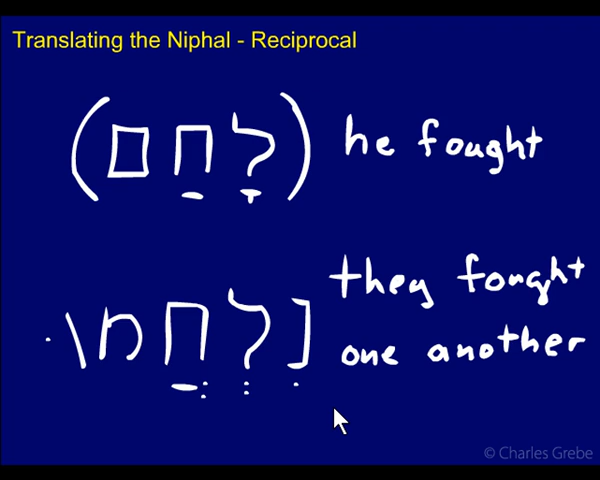 Translating the Niphal - Reciprocal
(לָחַם) he fought
they fought
נִלְחֲמוּ one another
© Charles Grebe